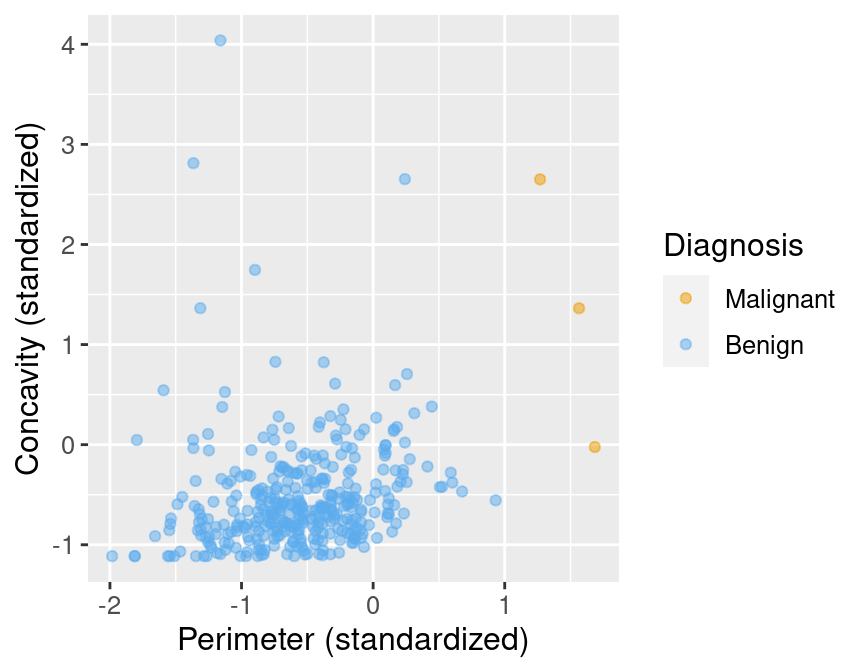 4
3
2
1
0
-1
-2 -1 0 1
Concavity (standardized)
Perimeter (standardized)
Diagnosis
Malignant
Benign